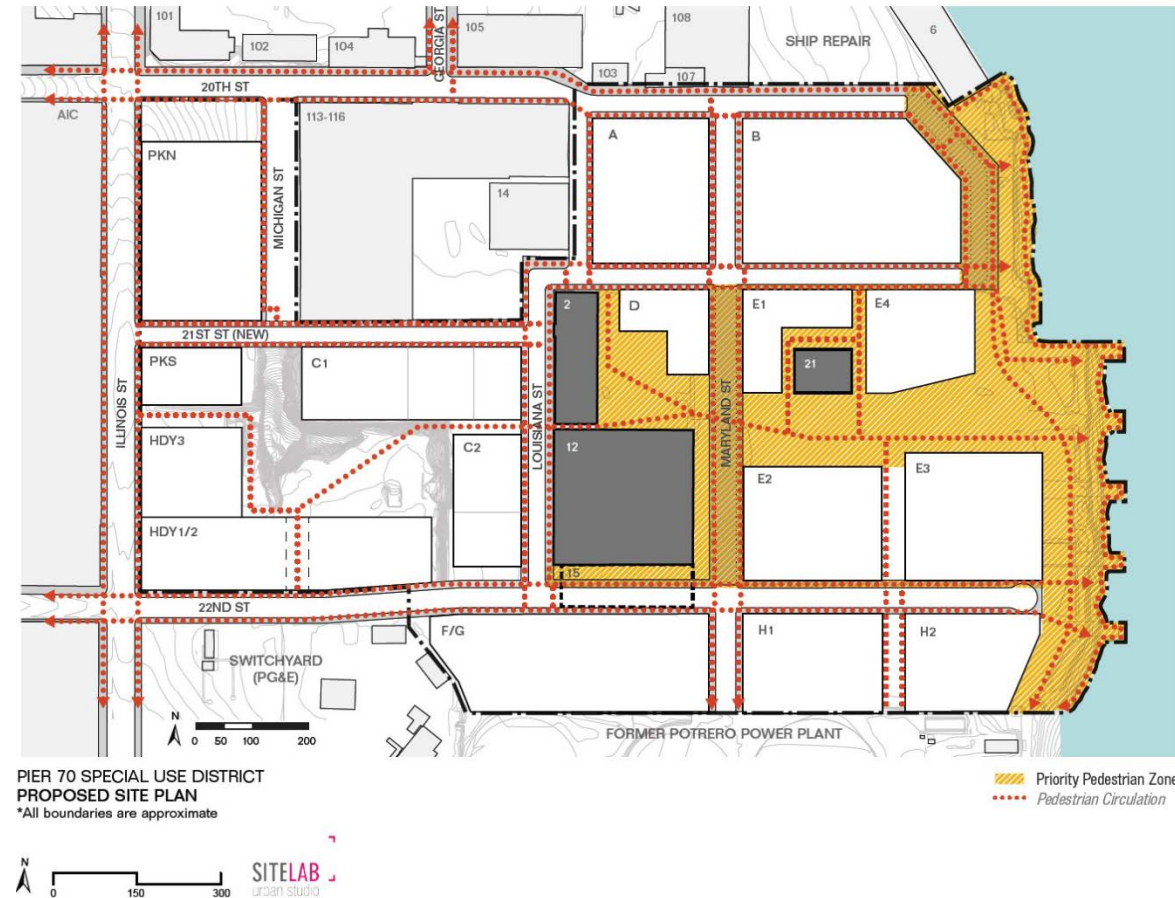 101
102
104
GEORGIA ST
105
108
103
107
SHIP REPAIR
6
20TH ST
AIC
PKN
MICHIGAN ST
113-116
14
A
B
21ST ST (NEW)
2
D
E1
E4
PKS
C1
21
ILLINOIS ST
LOUISIANA ST
MARYLAND ST
HDY3
C2
12
E2
E3
HDY1/2
15
22ND ST
F/G
H1
H2
SWITCHYARD
(PG&E)
N
0 50 100 200
FORMER POTRERO POWER PLANT
PIER 70 SPECIAL USE DISTRICT
PROPOSED SITE PLAN
*All boundaries are approximate
Priority Pedestrian Zone
Pedestrian Circulation
N
0 150 300
SITELAB
urban studio